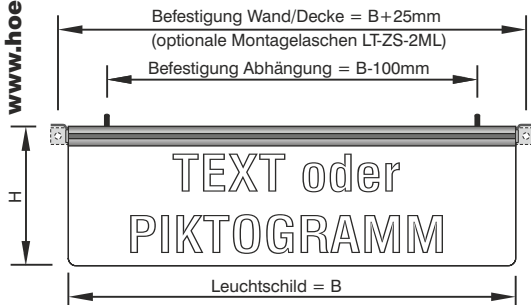 www.hoe
Befestigung Wand/Decke = B+25mm
(optionale Montagelaschen LT-ZS-2ML)
Befestigung Abhängung = B-100mm
H
TEXT oder
PIKTOGRAMM
Leuchtschild = B